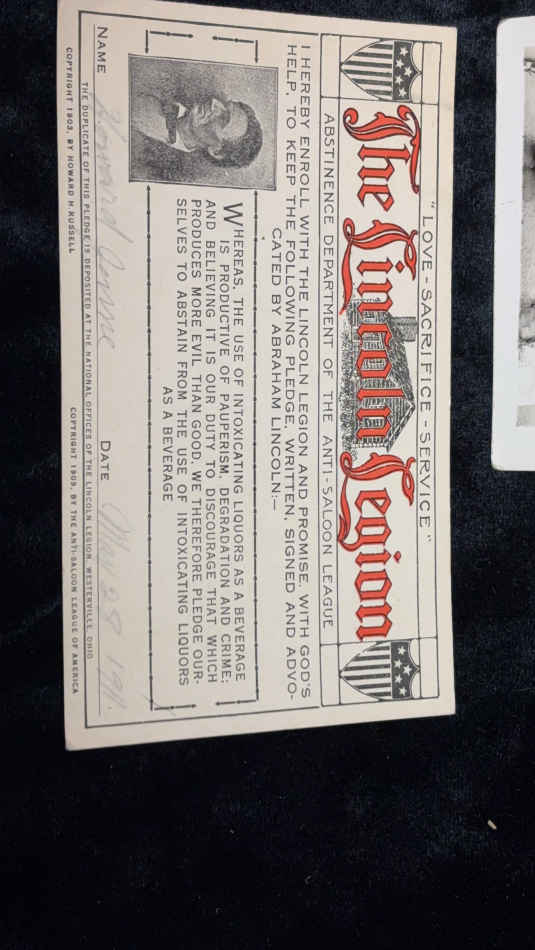 "LOVE - SACRIFICE - SERVICE"
The Lincoln Legion
ABSTINENCE DEPARTMENT OF THE ANTI-SALOON LEAGUE
I HEREBY ENROLL WITH THE LINCOLN LEGION AND PROMISE, WITH GOD'S
HELP, TO KEEP THE FOLLOWING PLEDGE, WRITTEN, SIGNED AND ADVO-
CATED BY ABRAHAM LINCOLN:—
WHEREAS, THE USE OF INTOXICATING LIQUORS AS A BEVERAGE
IS PRODUCTIVE OF PAUPERISM, DEGRADATION AND CRIME;
AND BELIEVING IT IS OUR DUTY TO DISCOURAGE THAT WHICH
PRODUCES MORE EVIL THAN GOOD, WE THEREFORE PLEDGE OUR-
SELVES TO ABSTAIN FROM THE USE OF INTOXICATING LIQUORS
AS A BEVERAGE
NAME Howard DATE May 28 1911.
THE DUPLICATE OF THIS PLEDGE IS DEPOSITED AT THE NATIONAL OFFICES OF THE LINCOLN LEGION, WESTERVILLE, OHIO
COPYRIGHT 1903, BY HOWARD H. RUSSELL COPYRIGHT 1909, BY THE ANTI-SALOON LEAGUE OF AMERICA